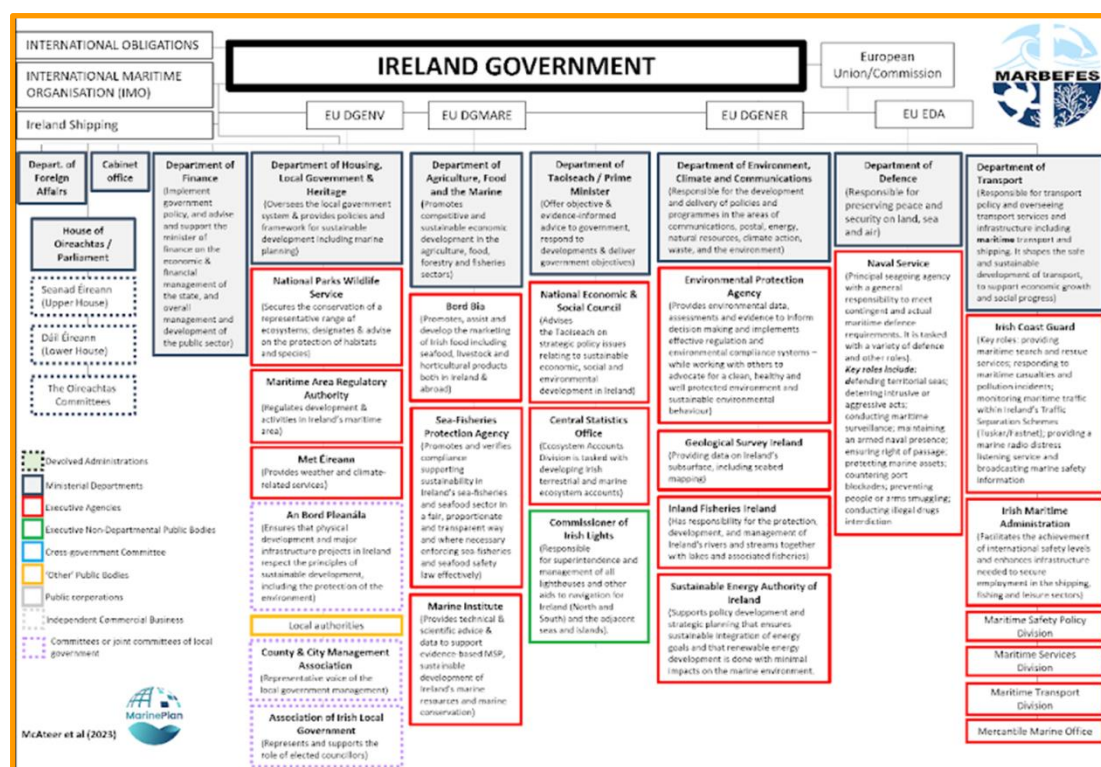 INTERNATIONAL OBLIGATIONS
INTERNATIONAL MARITIME
ORGANISATION (IMO)
Ireland Shipping
IRELAND GOVERNMENT
European
Union/Commission
MARBEFES
EU DGENV
EU DGMARE
EU DGENER
EU EDA
Depart. of
Foreign
Affairs
Cabinet
office
House of
Oireachtas /
Parliament
Seanad Éireann
(Upper House)
Dáil Éireann
(Lower House)
The Oireachtas
Committees
Department of
Finance
(Implement
government
policy, and advise
and support the
minister of
finance on the
economic &
financial
management of
the state, and
overall
management and
development of
the public sector)
Department of Housing,
Local Government &
Heritage
(Oversees the local government
system & provides policies and
framework for sustainable
development including marine
planning)
National Parks Wildlife
Service
(Secures the conservation of a
representative range of
ecosystems, designates & advise
on the protection of habitats
and species)
Maritime Area Regulatory
Authority
(Regulates development &
activities in Ireland's maritime
area)
Met Éireann
(Provides weather and climate-
related services)
An Bord Pleanála
(Ensures that physical
development and major
infrastructure projects in Ireland
respect the principles of
sustainable development,
including the protection of the
environment)
Local authorities
County & City Management
Association
(Representative voice of the
local government management)
Association of Irish Local
Government
(Represents and supports the
role of elected councillors)
Department of
Agriculture, Food
and the Marine
(Promotes
competitive and
sustainable economic
development in the
agriculture, food,
forestry and fisheries
sectors)
Bord Bia
(Promotes, assist and
develop the marketing
of Irish food including
seafood, livestock and
horticultural products
both in Ireland &
abroad)
Sea-Fisheries
Protection Agency
(Promotes and verifies
compliance
supporting
sustainability in
Ireland's sea-fisheries
and seafood sector in a
fair, proportionate
and transparent way
and where necessary
enforcing sea-fisheries
and seafood safety
law effectively)
Marine Institute
(Provides technical &
scientific advice &
data to support
evidence based MSP,
sustainable
development of
Ireland's marine
resources and marine
conservation)
Department of
Taoiseach / Prime
Minister
(Offer objective &
evidence-informed
advice to government,
respond to
developments & deliver
government objectives)
National Economic &
Social Council
(Advises
the Taoiseach on
strategic policy issues
relating to sustainable
economic, social and
environmental
development in Ireland)
Central Statistics
Office
(Ecosystem Accounts
Division is tasked with
developing Irish
terrestrial and marine
ecosystem accounts)
Commissioner of
Irish Lights
(Responsible
for superintendence and
management of all
lighthouses and other
aids to navigation for
Ireland (North and
South) and the adjacent
seas and islands).
Department of Environment,
Climate and Communications
(Responsible for the development
and delivery of policies and
programmes in the areas of
communications, postal, energy,
natural resources, climate action,
waste, and the environment)
Environmental Protection
Agency
(Provides environmental data,
assessments and evidence to inform
decision making and implements
effective regulation and
environmental compliance systems –
while working with others to
advocate for a clean, healthy and
well protected environment and
sustainable environmental
behaviour)
Geological Survey Ireland
(Providing data on Ireland's
subsurface, including seabed
mapping)
Inland Fisheries Ireland
(Has responsibility for the protection,
development, and management of
Ireland's rivers and streams together
with lakes and associated fisheries)
Sustainable Energy Authority of
Ireland
(Supports policy development and
strategic planning that ensures
sustainable integration of energy
goals and that renewable energy
development is done with minimal
impacts on the marine environment.
Department of
Defence
(Responsible for
preserving peace and
security on land, sea
and air)
Naval Service
(Principal seagoing agency
with a general
responsibility to meet
contingent and actual
maritime defence
requirements. It is tasked
with a variety of defence
and other roles).
Key roles include:
defending territorial seas;
deterring intrusive or
aggressive acts;
conducting maritime
surveillance; maintaining
an armed naval presence;
ensuring right of passage;
protecting marine assets;
countering port
blockades; preventing
people or arms smuggling;
conducting illegal drugs
interdiction
Department of
Transport
(Responsible for transport
policy and overseeing
transport services and
infrastructure including
maritime transport and
shipping. It shapes the safe
and sustainable
development of transport,
to support economic growth
and social progress)
Irish Coast Guard
(Key roles: providing
maritime search and rescue
services; responding to
maritime casualties and
pollution incidents;
monitoring maritime traffic
within Ireland's Traffic
Separation Schemes
(Tuskar/Fastnet); providing a
marine radio distress
listening service and
broadcasting marine safety
information
Irish Maritime
Administration
(Facilitates the achievement
of international safety levels
and enhances infrastructure
needed to secure
employment in the shipping,
fishing and leisure sectors)
Maritime Safety Policy
Division
Maritime Services
Division
Maritime Transport
Division
Mercantile Marine Office
Devolved Administrations
Ministerial Departments
Executive Agencies
Executive Non-Departmental Public Bodies
Cross-government Committee
'Other' Public Bodies
Public corporations
Independent Commercial Business
Committees or joint committees of local
government
MarinePlan
McAteer et al (2023)